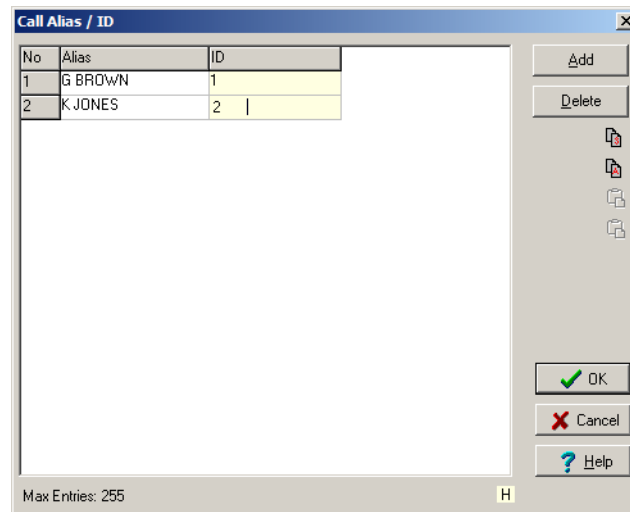 Call Alias / ID
No Alias ID
1 G BROWN 1
2 K JONES 2
Add
Delete
OK
Cancel
Help
Max Entries: 255 H